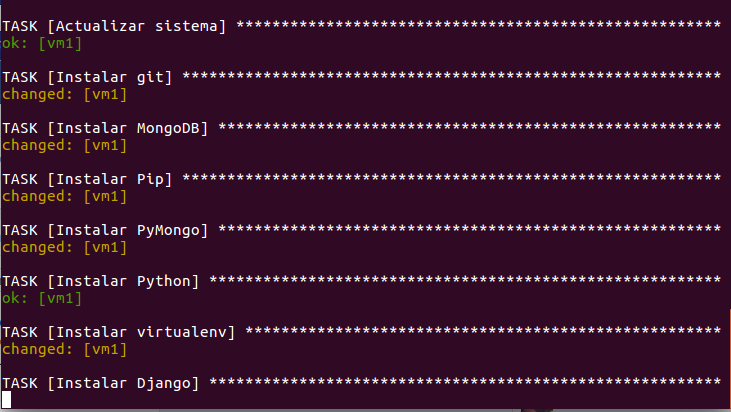 TASK [Actualizar sistema] ******************************************************
ok: [vm1]
TASK [Instalar git] ************************************************************
changed: [vm1]
TASK [Instalar MongoDB] ********************************************************
changed: [vm1]
TASK [Instalar Pip] ************************************************************
changed: [vm1]
TASK [Instalar PyMongo] ********************************************************
changed: [vm1]
TASK [Instalar Python] *********************************************************
ok: [vm1]
TASK [Instalar virtualenv] *****************************************************
changed: [vm1]
TASK [Instalar Django] *********************************************************